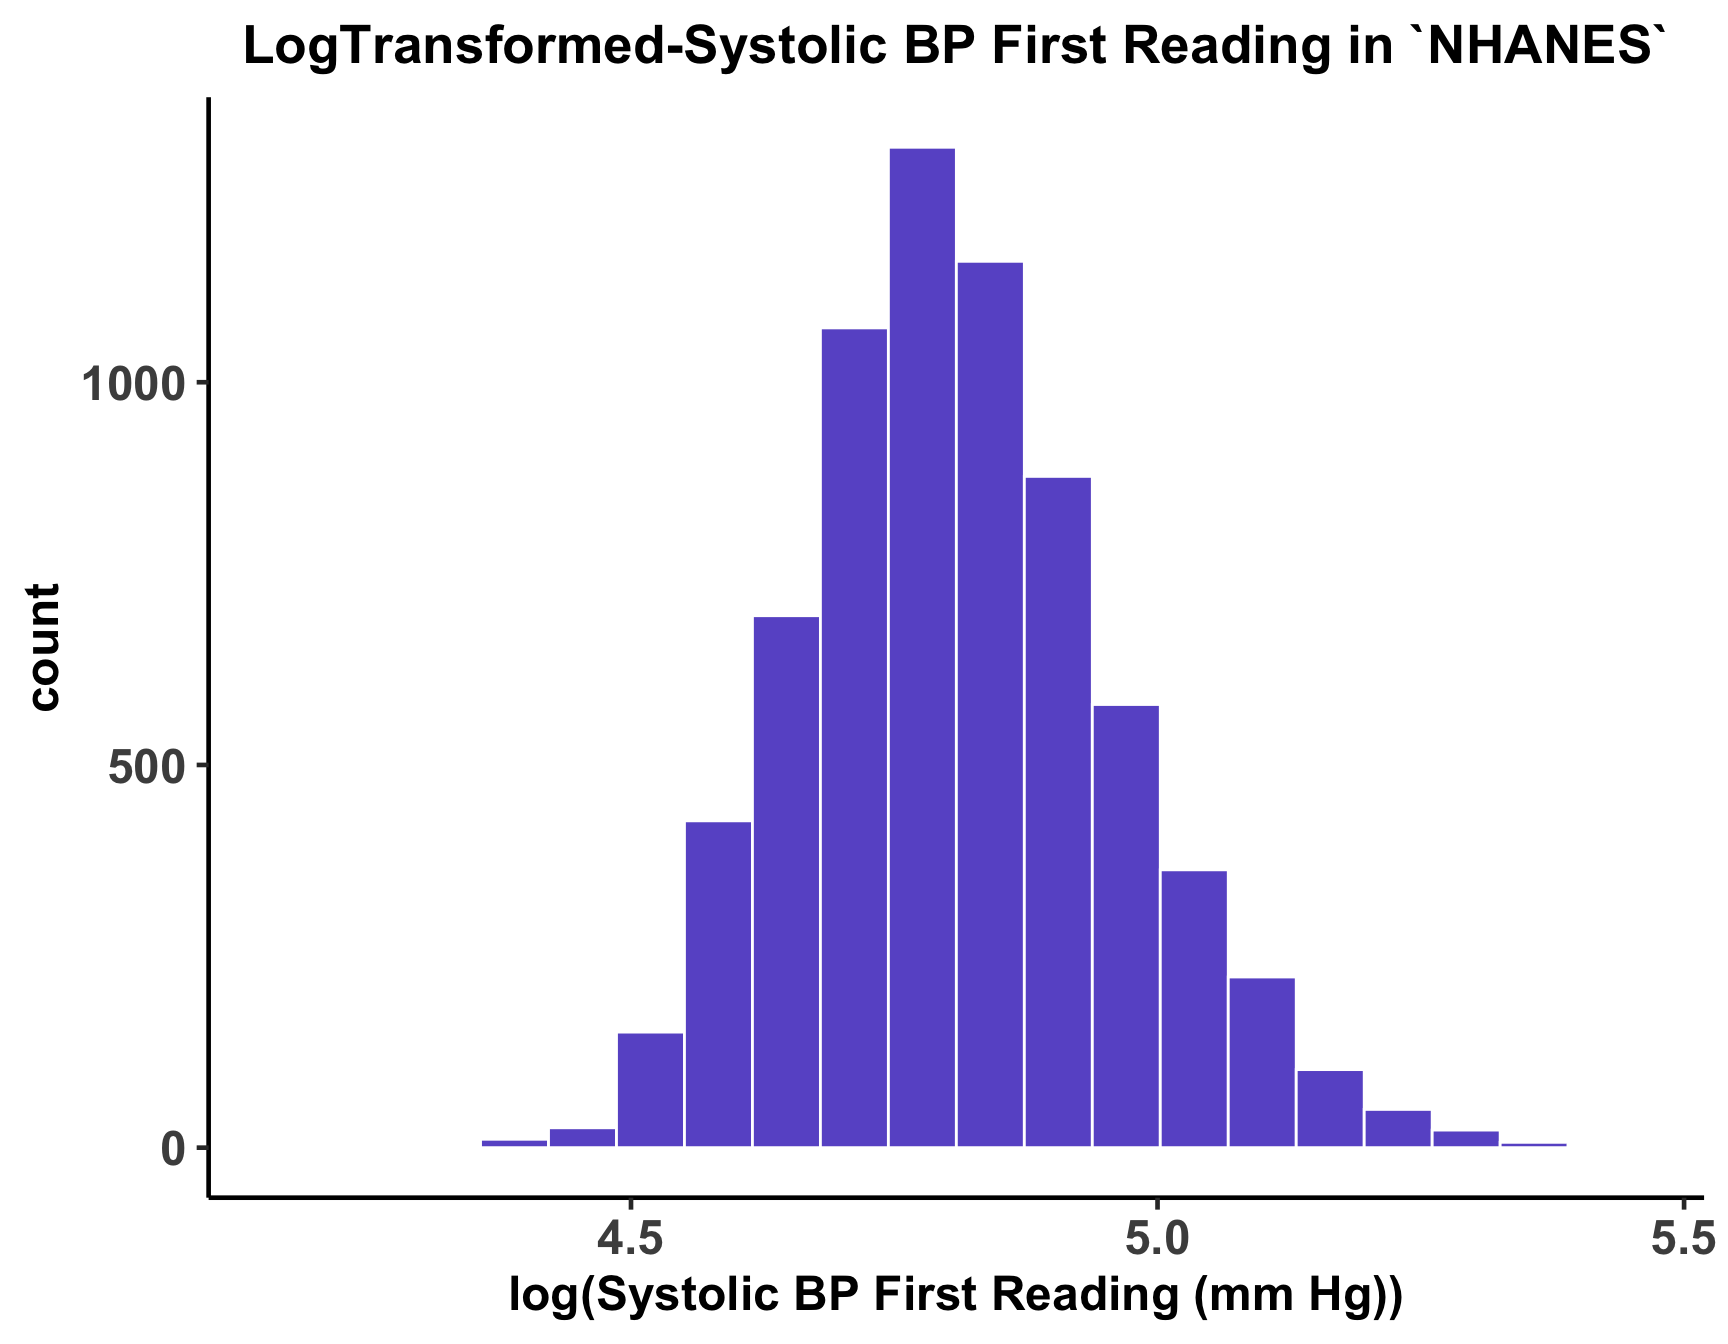 LogTransformed-Systolic BP First Reading in `NHANES`
1000
500
0
count
4.5 5.0 5.5
log(Systolic BP First Reading (mm Hg))